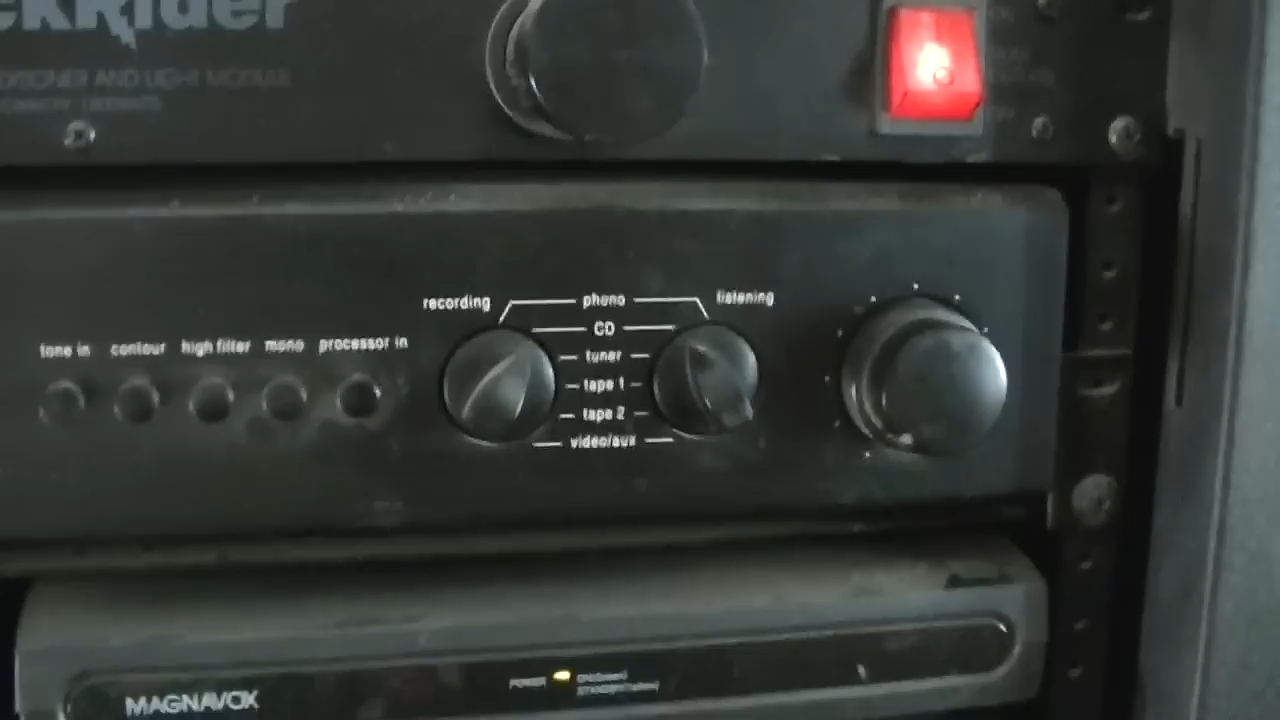 ckRider
DITIONER AND LIGHT MODULE
recording
phono
listening
CD
tone in
contour
high filter
mono
processor in
tuner
tape 1
tape 2
video/aux
POWER
MAGNAVOX